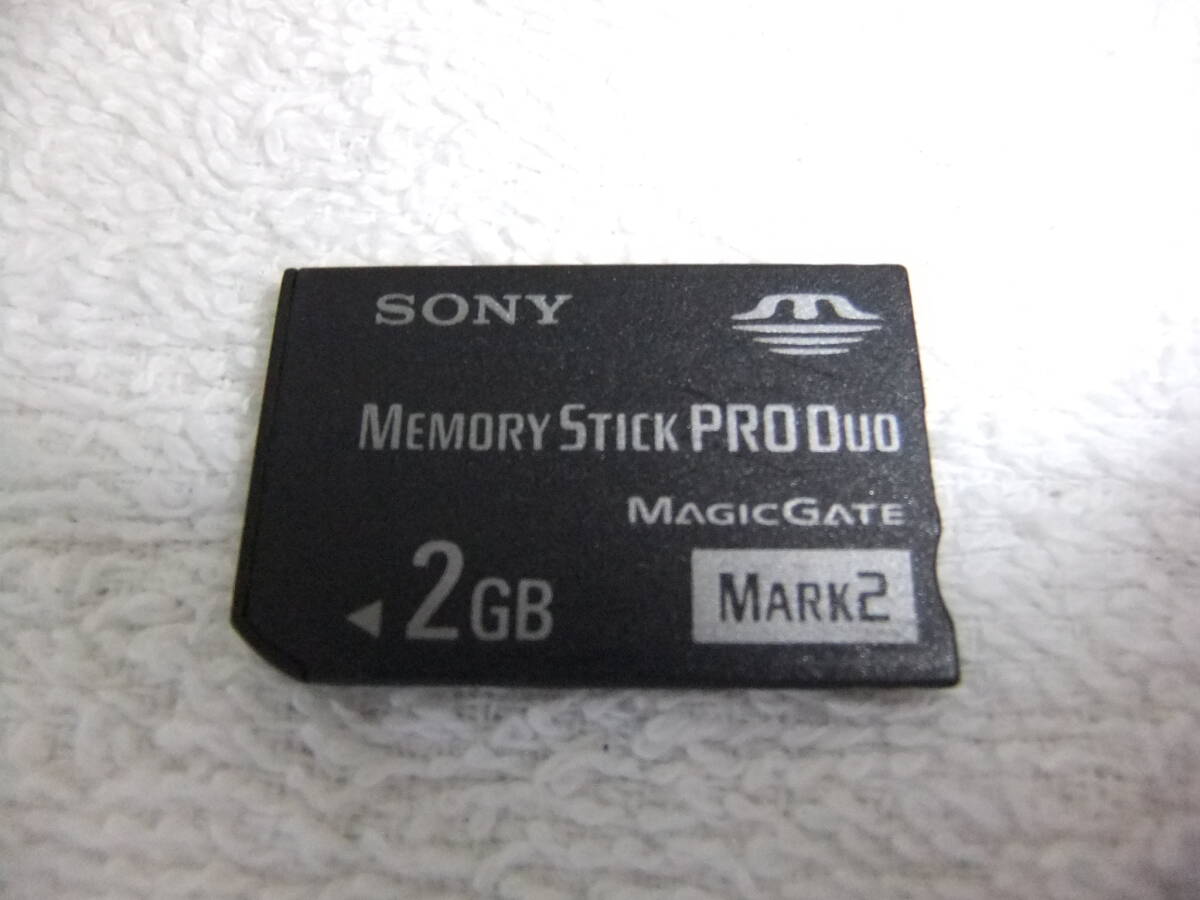 SONY
MEMORY STICK PRO DUO
MAGICGATE
2GB
MARK2